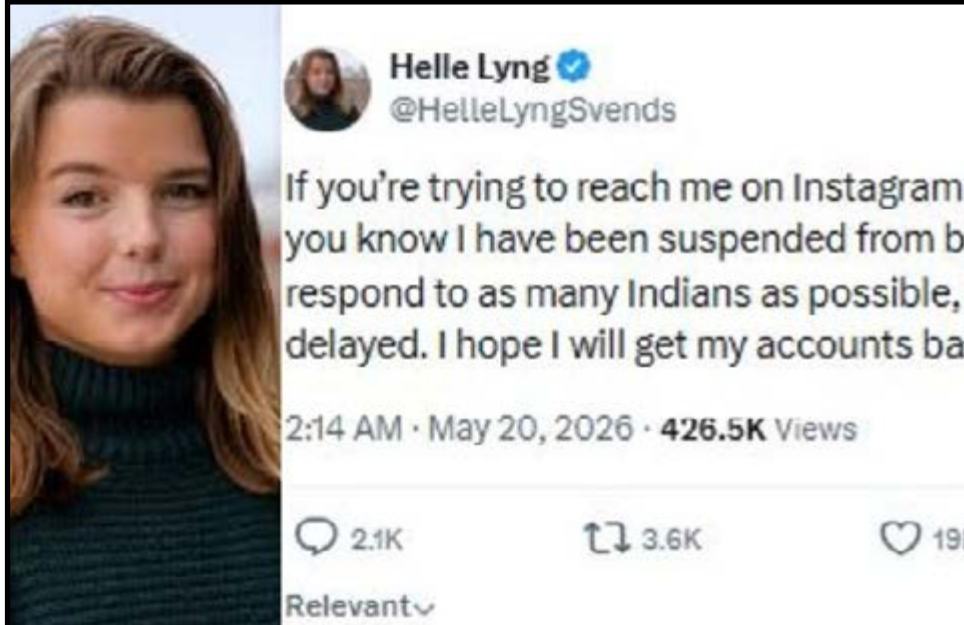 Helle Lyng
@HelleLyngSvends
If you're trying to reach me on Instagram
you know I have been suspended from b
respond to as many Indians as possible,
delayed. I hope I will get my accounts ba
2:14 AM · May 20, 2026 · 426.5K Views
2.1K 3.6K 19
Relevant